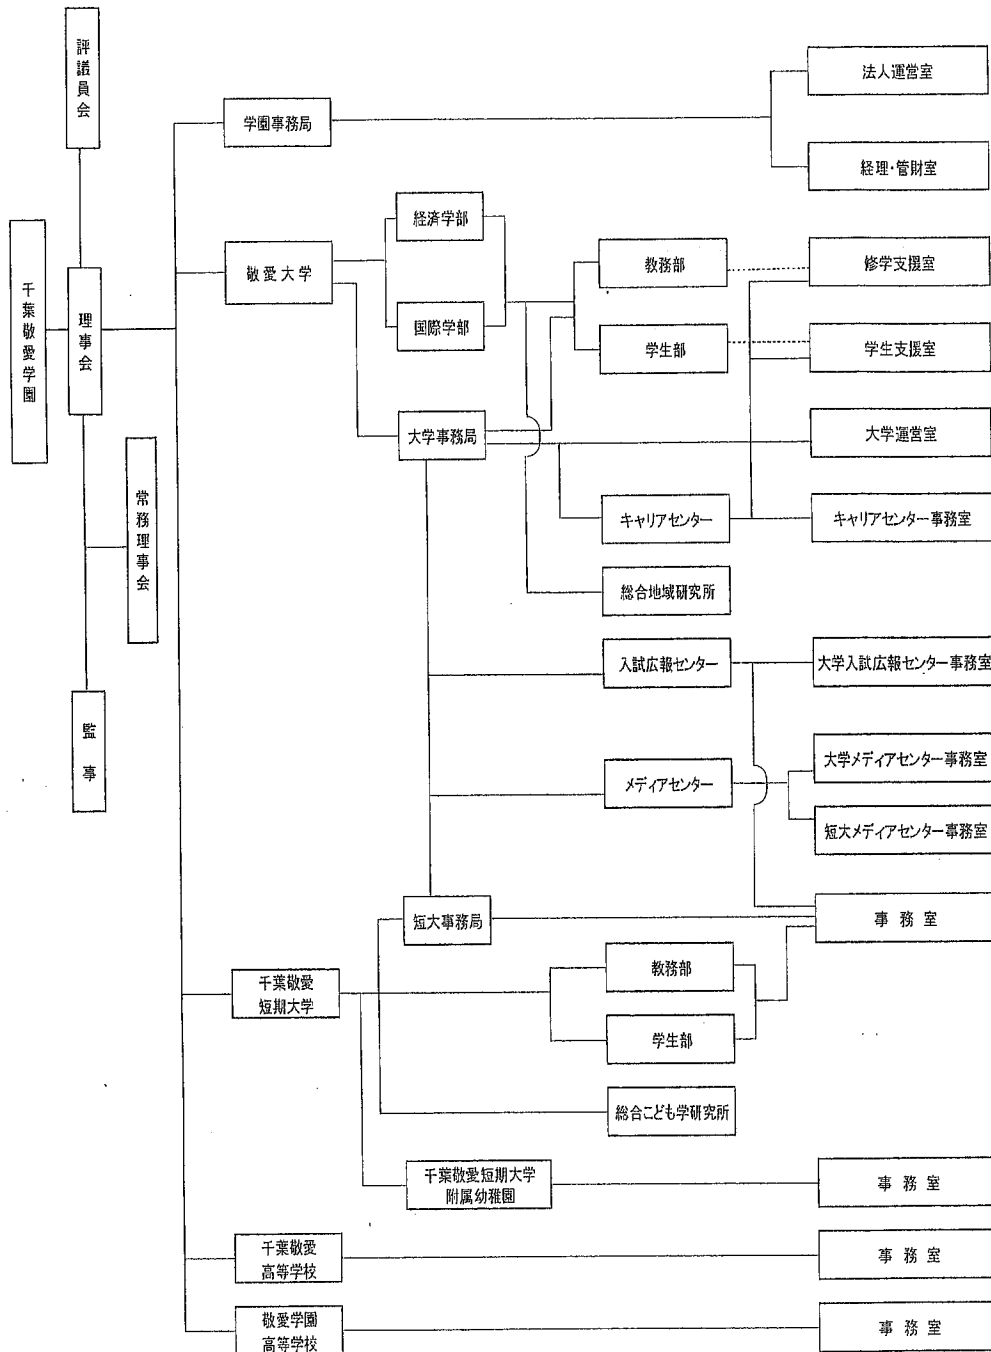 評議員会
千葉敬愛学園
理事会
常務理事会
監事
学園事務局
法人運営室
経理・管財室
敬愛大学
経済学部
国際学部
教務部
修学支援室
学生部
学生支援室
大学事務局
大学運営室
キャリアセンター
キャリアセンター事務室
総合地域研究所
入試広報センター
大学入試広報センター事務室
メディアセンター
大学メディアセンター事務室
短大メディアセンター事務室
短大事務局
事務室
千葉敬愛
短期大学
教務部
学生部
総合こども学研究所
千葉敬愛短期大学
附属幼稚園
事務室
千葉敬愛
高等学校
事務室
敬愛学園
高等学校
事務室